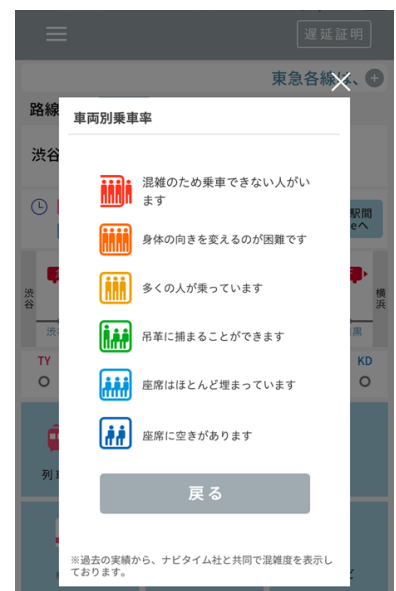 遅延証明
東急各線は、
路線
車両別乗車率
渋谷
混雑のため乗車できない人がい
ます
身体の向きを変えるのが困難です
駅間
eへ
多くの人が乗っています
渋谷
横浜
吊革に捕まることができます
渋
黒
TY
KD
座席はほとんど埋まっています
座席に空きがあります
列
戻る
※過去の実績から、ナビタイム社と共同で混雑度を表示し
ております。